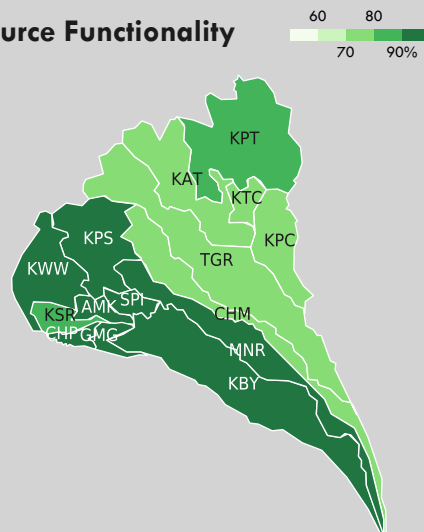 urce Functionality
60 80
70 90%
KPT
KAT
KTC
KPS
KPC
TGR
KWW
SPI
AMK
KSR
CHM
CHP
GMG
MNR
KBY